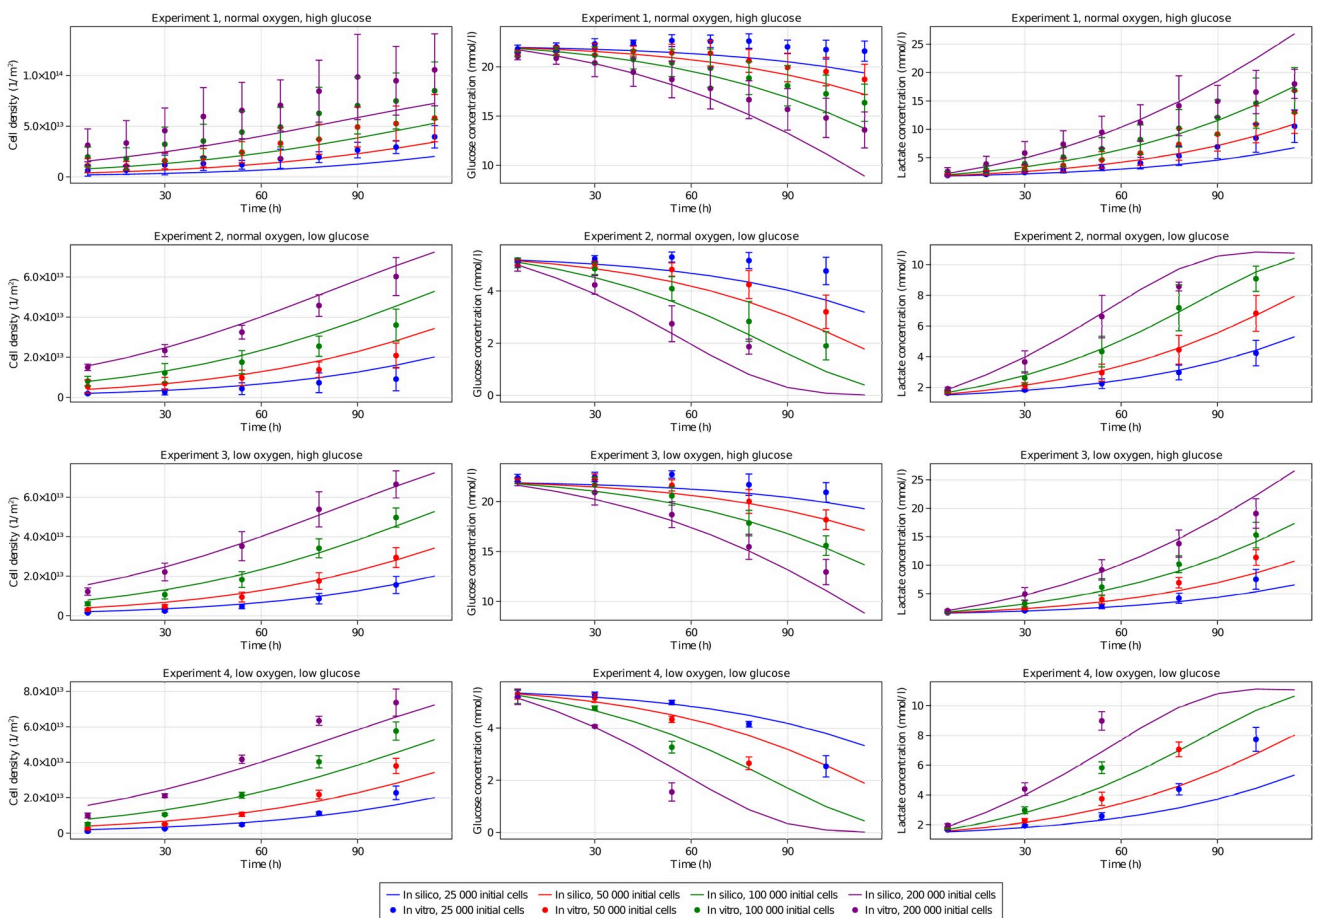 Experiment 1, normal oxygen, high glucose
Cell density (1/m²)
1.0×10¹⁴
5.0×10¹³
0
30 60 90
Time (h)
Experiment 1, normal oxygen, high glucose
Glucose concentration (mmol/l)
20
15
10
30 60 90
Time (h)
Experiment 1, normal oxygen, high glucose
Lactate concentration (mmol/l)
25
20
15
10
5
30 60 90
Time (h)
Experiment 2, normal oxygen, low glucose
Cell density (1/m²)
6.0×10¹³
4.0×10¹³
2.0×10¹³
0
30 60 90
Time (h)
Experiment 2, normal oxygen, low glucose
Glucose concentration (mmol/l)
4
2
0
30 60 90
Time (h)
Experiment 2, normal oxygen, low glucose
Lactate concentration (mmol/l)
10
8
6
4
2
30 60 90
Time (h)
Experiment 3, low oxygen, high glucose
Cell density (1/m²)
6.0×10¹³
4.0×10¹³
2.0×10¹³
0
30 60 90
Time (h)
Experiment 3, low oxygen, high glucose
Glucose concentration (mmol/l)
20
15
10
30 60 90
Time (h)
Experiment 3, low oxygen, high glucose
Lactate concentration (mmol/l)
25
20
15
10
5
30 60 90
Time (h)
Experiment 4, low oxygen, low glucose
Cell density (1/m²)
8.0×10¹³
6.0×10¹³
4.0×10¹³
2.0×10¹³
0
30 60 90
Time (h)
Experiment 4, low oxygen, low glucose
Glucose concentration (mmol/l)
4
2
0
30 60 90
Time (h)
Experiment 4, low oxygen, low glucose
Lactate concentration (mmol/l)
10
8
6
4
2
30 60 90
Time (h)
In silico, 25 000 initial cells In silico, 50 000 initial cells In silico, 100 000 initial cells In silico, 200 000 initial cells
In vitro, 25 000 initial cells In vitro, 50 000 initial cells In vitro, 100 000 initial cells In vitro, 200 000 initial cells